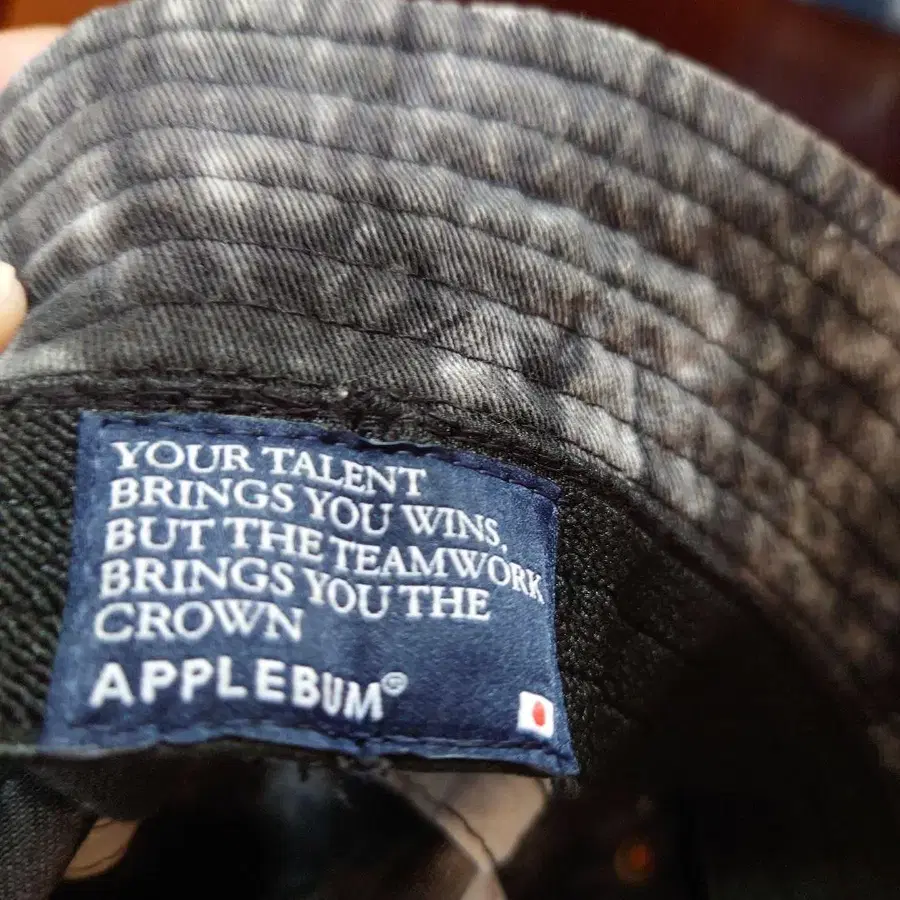 YOUR TALENT
BRINGS YOU WINS,
BUT THE TEAMWORK
BRINGS YOU THE
CROWN
APPLEBUM®